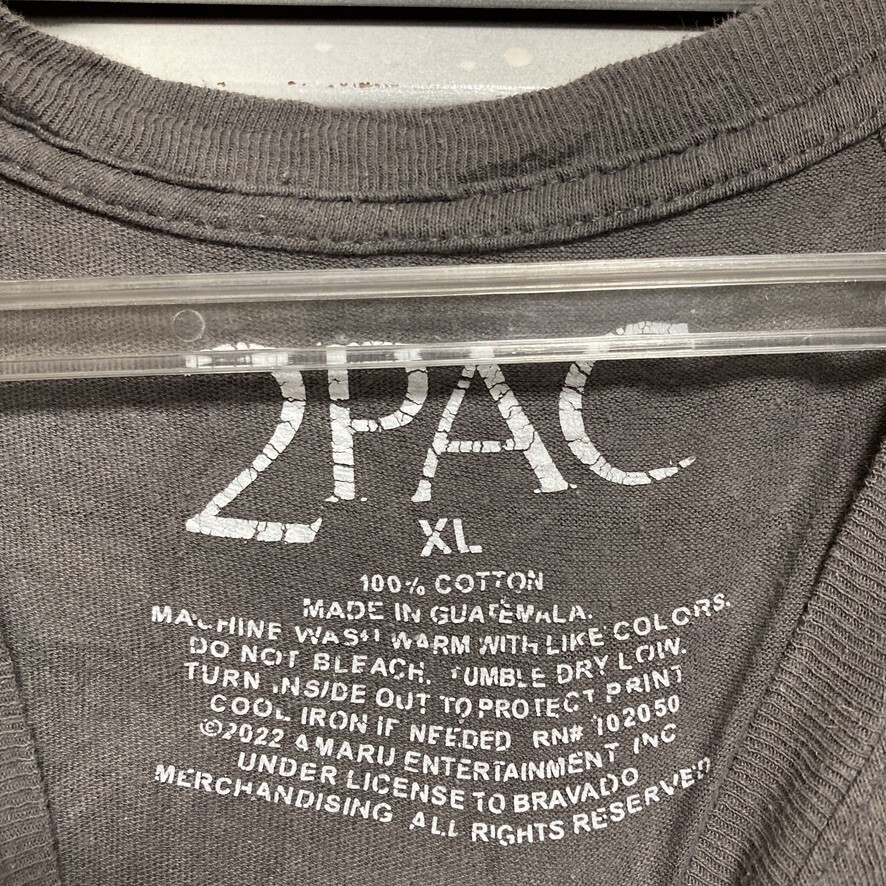 2PAC
XL
100% COTTON
MADE IN GUATEMALA.
MACHINE WASH WARM WITH LIKE COLORS.
DO NOT BLEACH. TUMBLE DRY LOW.
TURN INSIDE OUT TO PROTECT PRINT
COOL IRON IF NEEDED RN# 102050
©2022 AMARU ENTERTAINMENT INC
UNDER LICENSE TO BRAVADO
MERCHANDISING ALL RIGHTS RESERVED